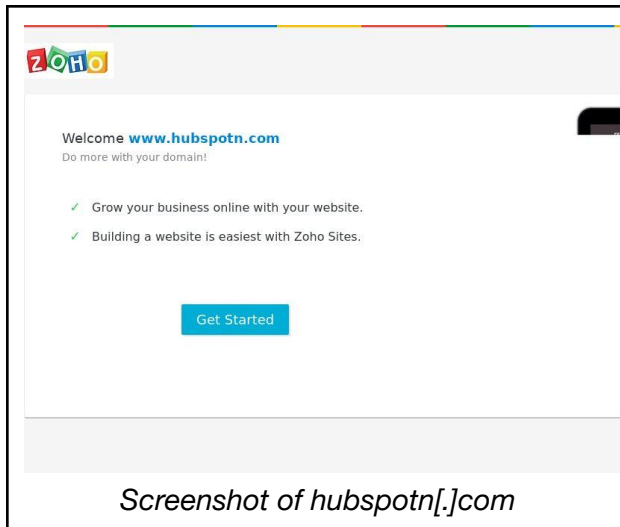 ZOHO
Welcome www.hubspotn.com
Do more with your domain!
✓ Grow your business online with your website.
✓ Building a website is easiest with Zoho Sites.
Get Started
Screenshot of hubspotn[.]com